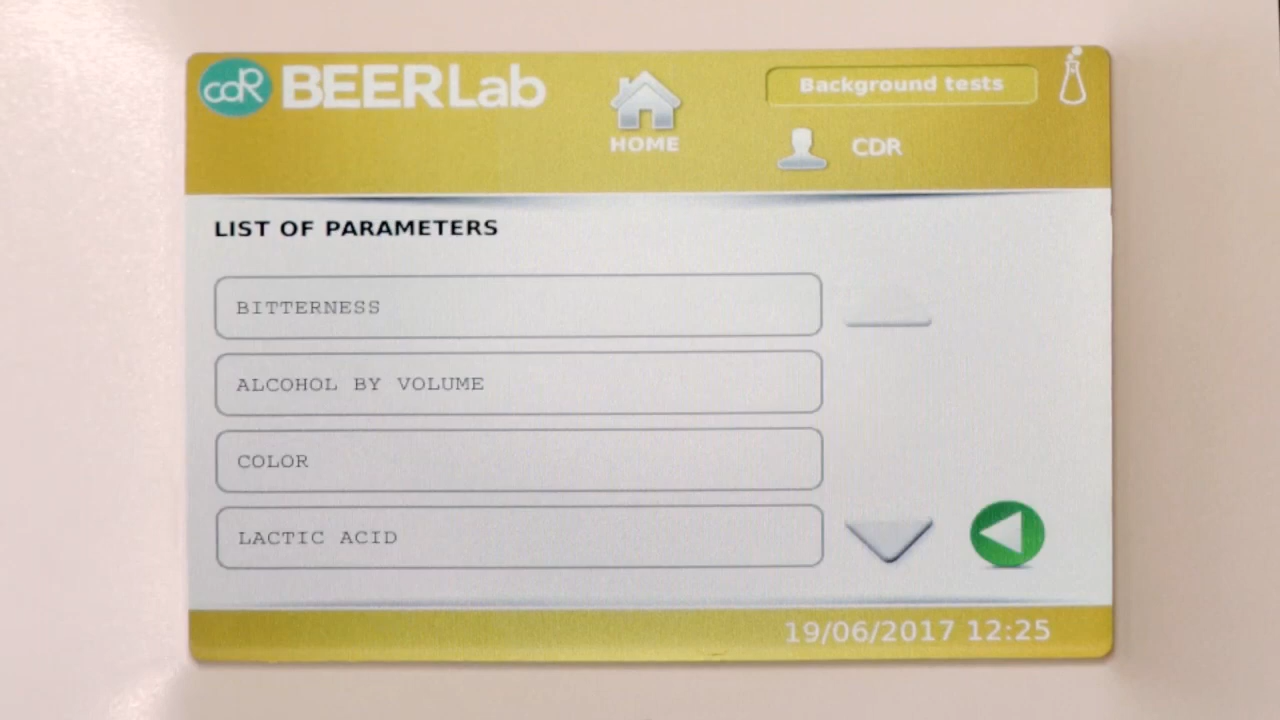 cdR BEERLab
HOME
Background tests
CDR
LIST OF PARAMETERS
BITTERNESS
ALCOHOL BY VOLUME
COLOR
LACTIC ACID
19/06/2017 12:25